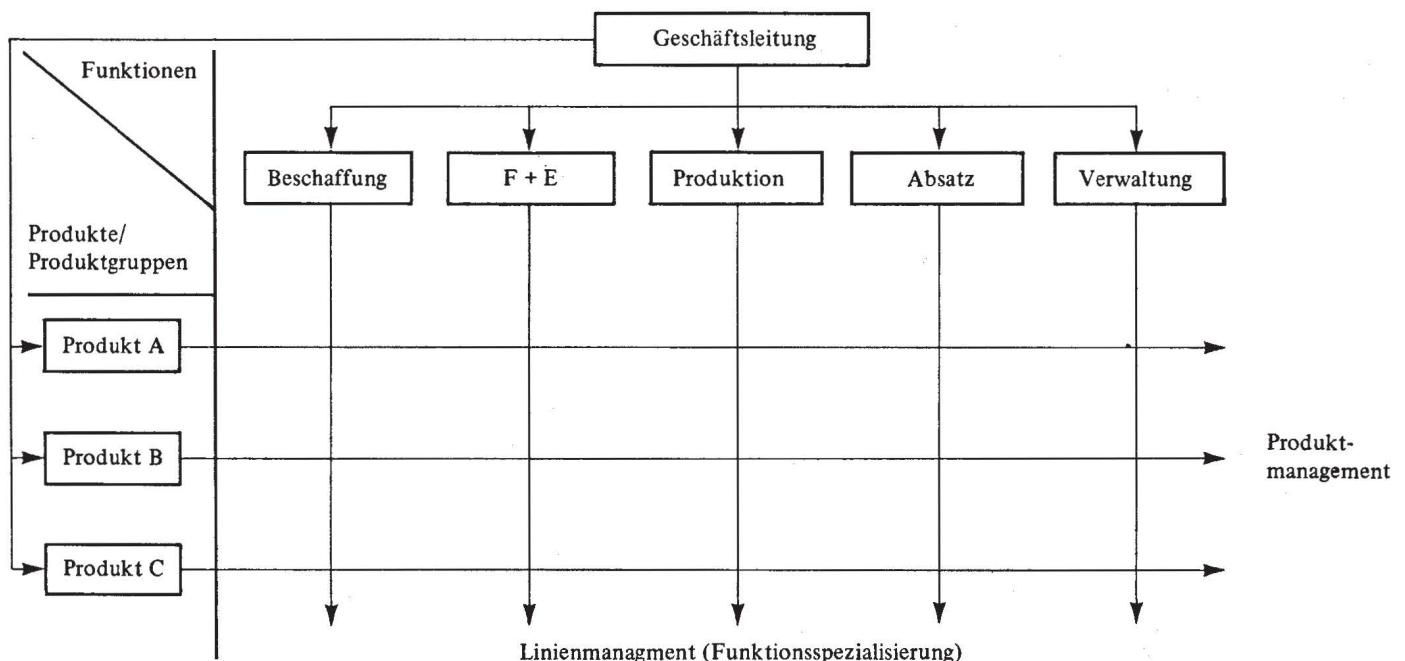 Geschäftsleitung
Funktionen
Beschaffung
F + E
Produktion
Absatz
Verwaltung
Produkte/
Produktgruppen
Produkt A
Produkt B
Produkt-
management
Produkt C
Linienmanagment (Funktionsspezialisierung)